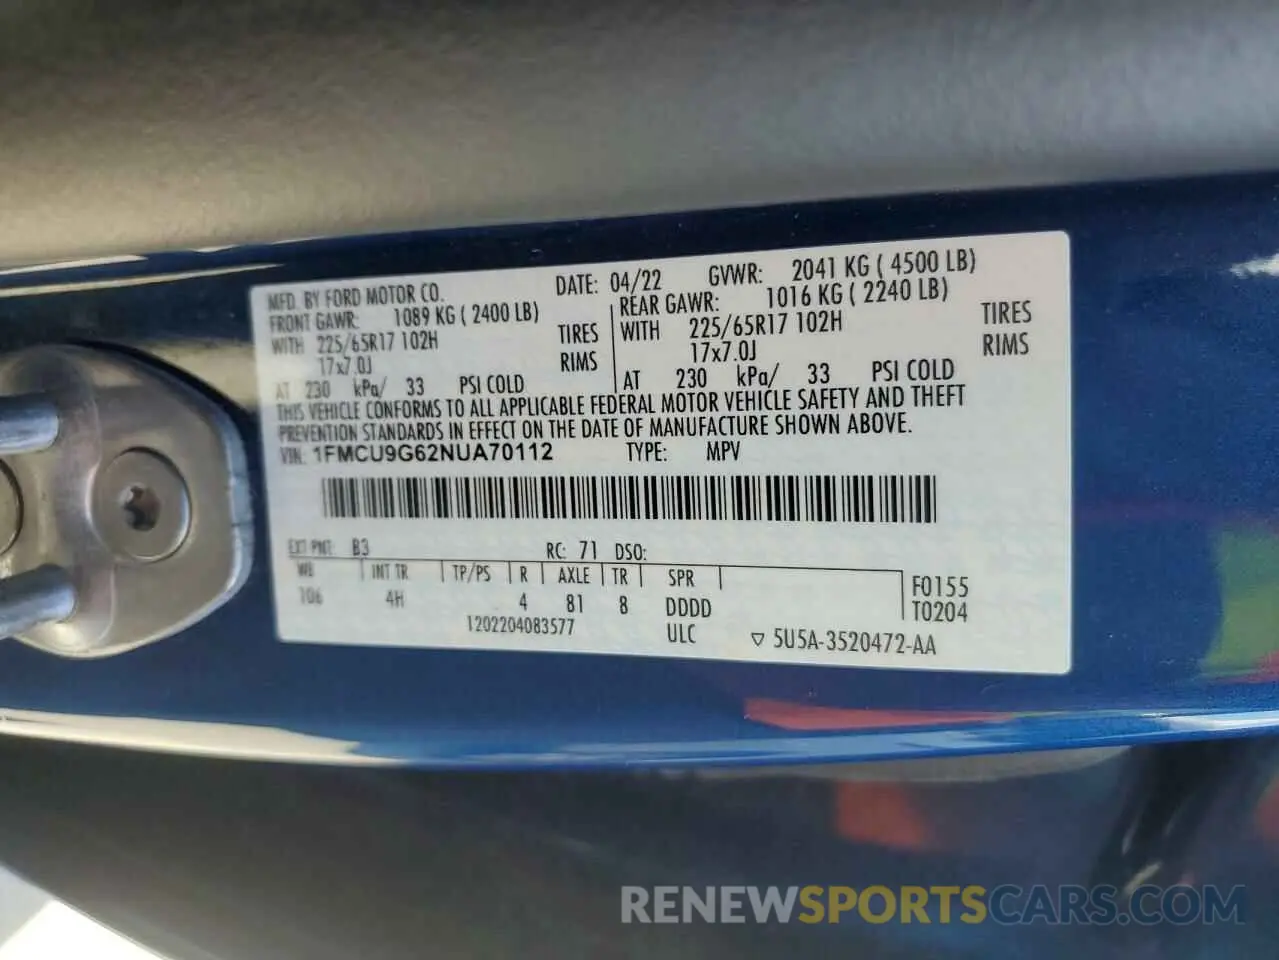 MFD. BY FORD MOTOR CO. DATE: 04/22 GVWR: 2041 KG ( 4500 LB)
FRONT GAWR: 1089 KG ( 2400 LB) REAR GAWR: 1016 KG ( 2240 LB)
WITH 225/65R17 102H TIRES WITH 225/65R17 102H TIRES
17x7.0J RIMS 17x7.0J RIMS
AT 230 kPa/ 33 PSI COLD AT 230 kPa/ 33 PSI COLD
THIS VEHICLE CONFORMS TO ALL APPLICABLE FEDERAL MOTOR VEHICLE SAFETY AND THEFT
PREVENTION STANDARDS IN EFFECT ON THE DATE OF MANUFACTURE SHOWN ABOVE.
VIN: 1FMCU9G62NUA70112 TYPE: MPV
EXT PNT: B3 RC: 71 DSO:
WB INT TR TP/PS R AXLE TR SPR F0155
106 4H 4 81 8 DDDD T0204
1202204083577 ULC ▽ 5U5A-3520472-AA
RENEWSPORTSCARS.COM